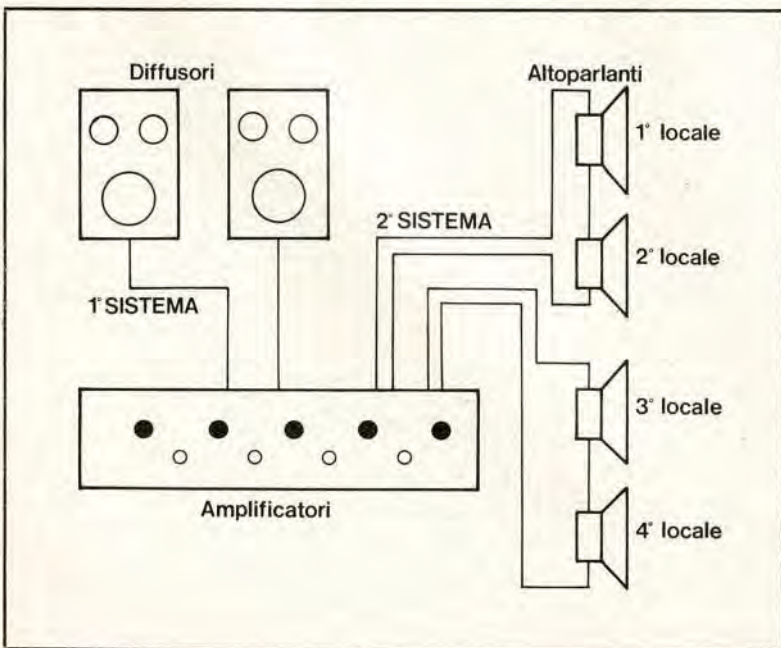 Diffusori
Altoparlanti
1° locale
2° SISTEMA
2° locale
1° SISTEMA
3° locale
Amplificatori
4° locale